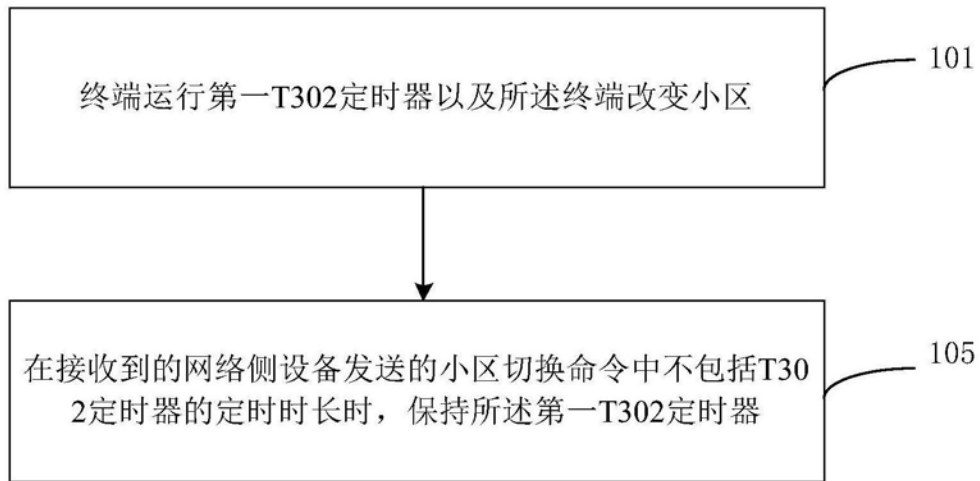 终端运行第一T302定时器以及所述终端改变小区
101
在接收到的网络侧设备发送的小区切换命令中不包括T30
2定时器的定时时长时，保持所述第一T302定时器
105